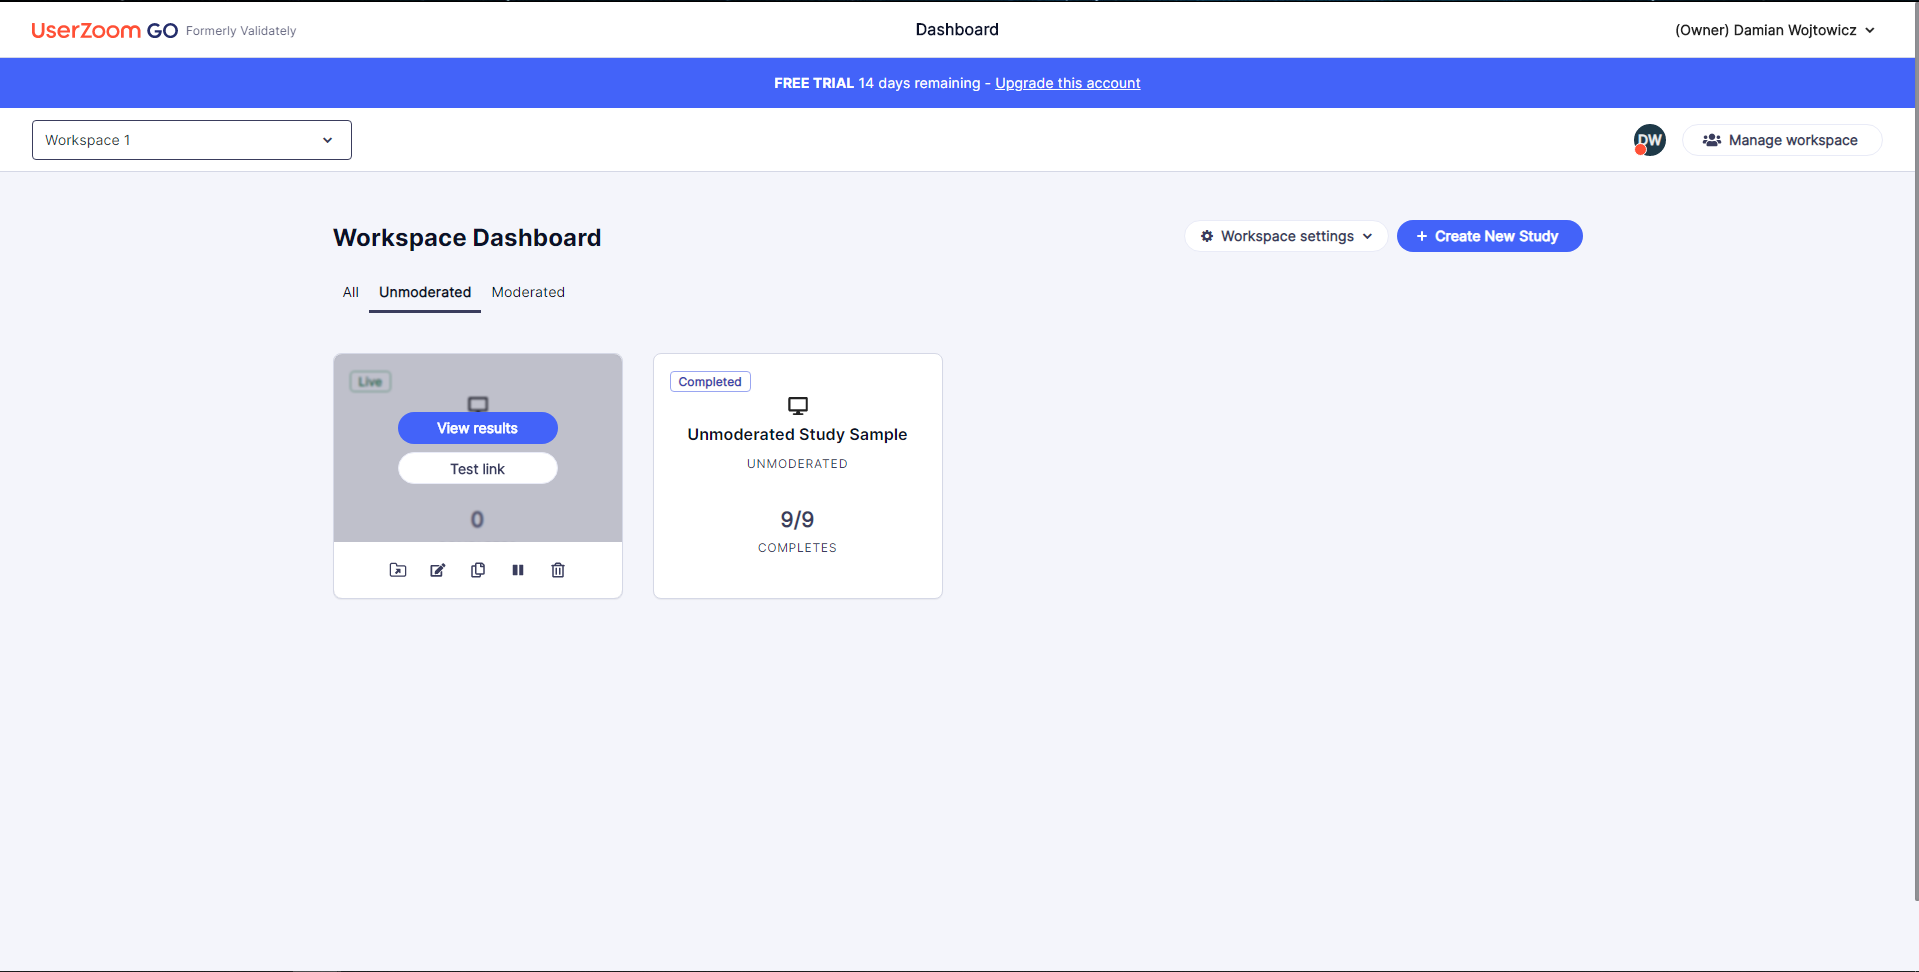 UserZoom GO Formerly Validately
Dashboard
(Owner) Damian Wojtowicz
FREE TRIAL 14 days remaining - Upgrade this account
Workspace 1
DW
Manage workspace
Workspace Dashboard
Workspace settings
+ Create New Study
All
Unmoderated
Moderated
Live
View results
Test link
0
Completed
Unmoderated Study Sample
UNMODERATED
9/9
COMPLETES